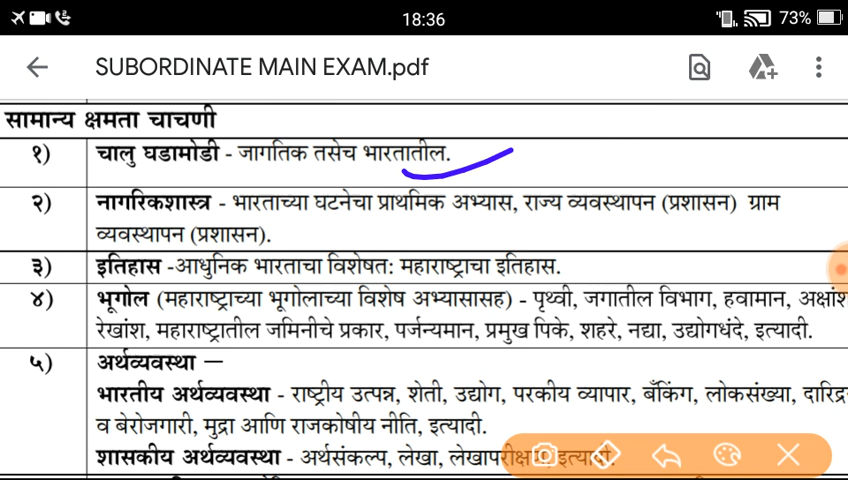 18:36
73%
SUBORDINATE MAIN EXAM.pdf
सामान्य क्षमता चाचणी
१) चालु घडामोडी - जागतिक तसेच भारतातील.
२) नागरिकशास्त्र - भारताच्या घटनेचा प्राथमिक अभ्यास, राज्य व्यवस्थापन (प्रशासन) ग्राम
व्यवस्थापन (प्रशासन).
३) इतिहास -आधुनिक भारताचा विशेषत: महाराष्ट्राचा इतिहास.
४) भूगोल (महाराष्ट्राच्या भूगोलाच्या विशेष अभ्यासासह) - पृथ्वी, जगातील विभाग, हवामान, अक्षांश
रेखांश, महाराष्ट्रातील जमिनीचे प्रकार, पर्जन्यमान, प्रमुख पिके, शहरे, नद्या, उद्योगधंदे, इत्यादी.
५) अर्थव्यवस्था —
भारतीय अर्थव्यवस्था - राष्ट्रीय उत्पन्न, शेती, उद्योग, परकीय व्यापार, बँकिंग, लोकसंख्या,
व बेरोजगारी, मुद्रा आणि राजकोषीय नीति, इत्यादी.
शासकीय अर्थव्यवस्था - अर्थसंकल्प, लेखा, लेखापरीक्षण, इत्यादी.